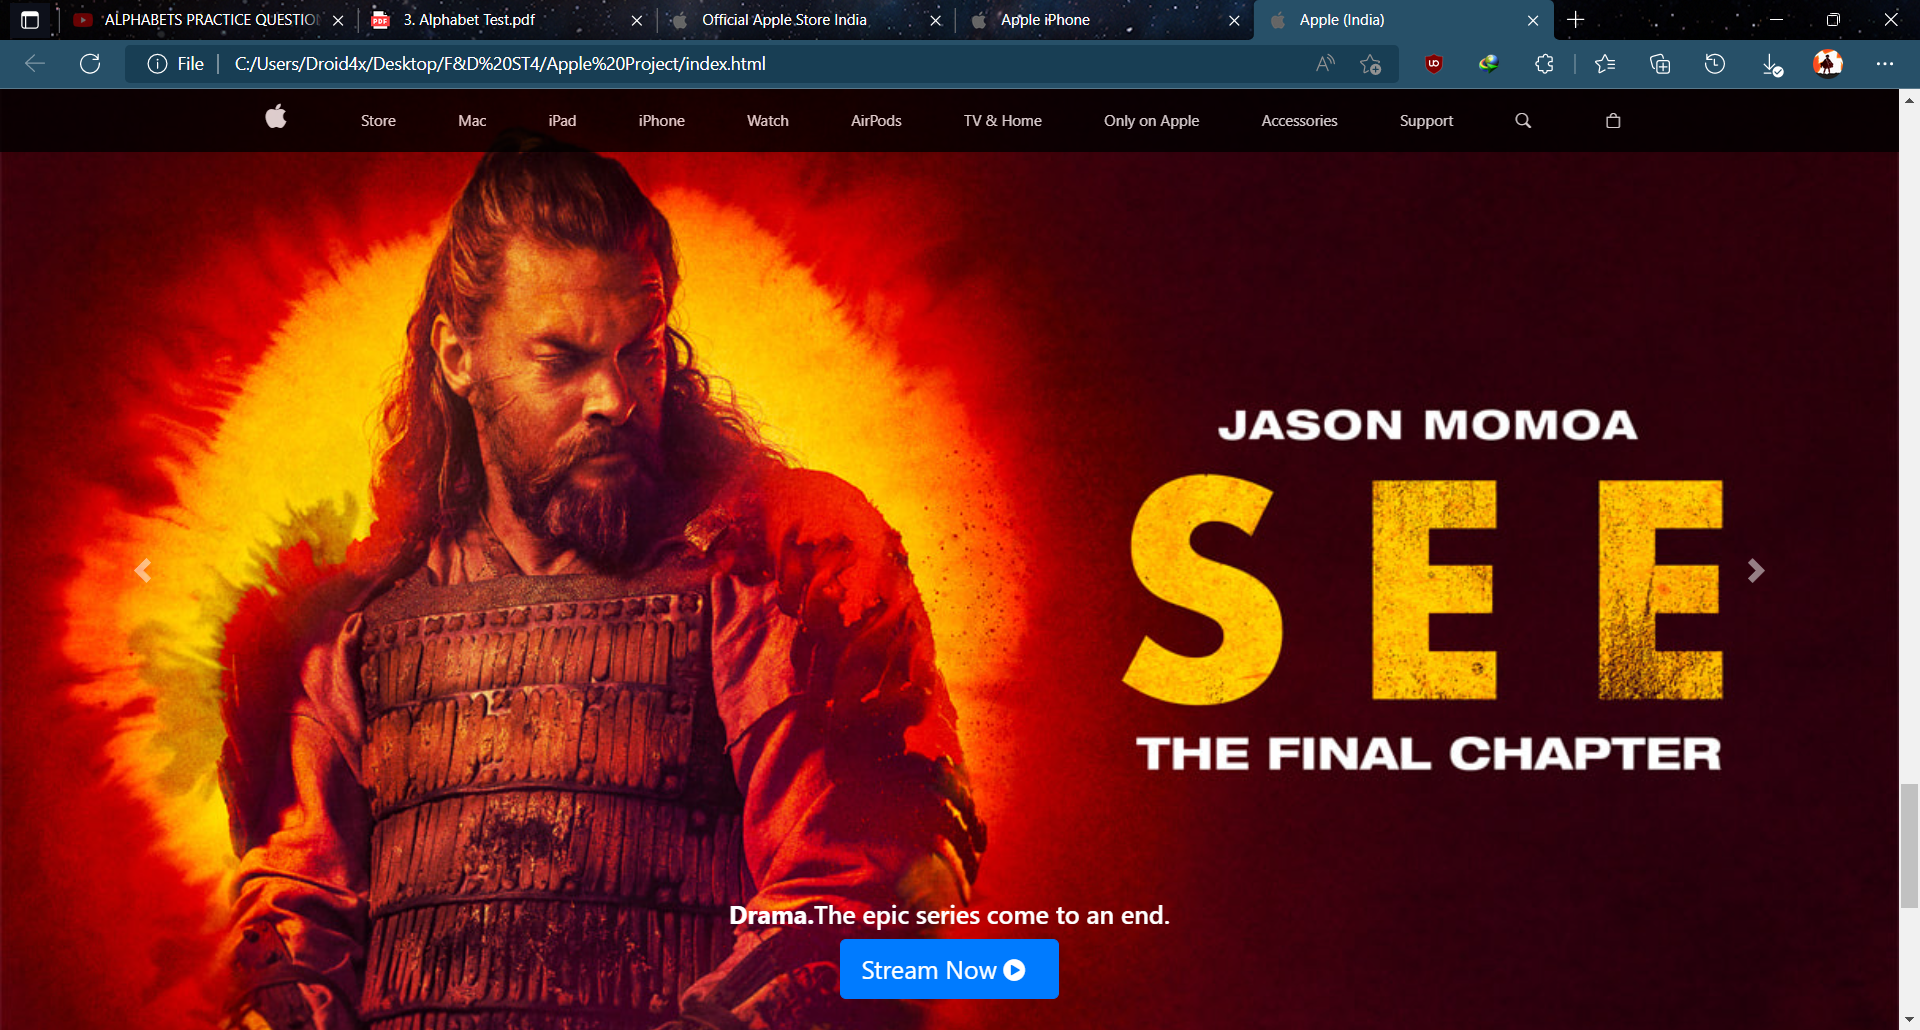 'ALPHABETS PRACTICE QUESTIO
3. Alphabet Test.pdf
Official Apple Store India
Apple iPhone
Apple (India)
File
C:/Users/Droid4x/Desktop/F&D%20ST4/Apple%20Project/index.html
Store
Mac
iPad
iPhone
Watch
AirPods
TV & Home
Only on Apple
Accessories
Support
JASON MOMOA
SEE
THE FINAL CHAPTER
Drama.The epic series come to an end.
Stream Now